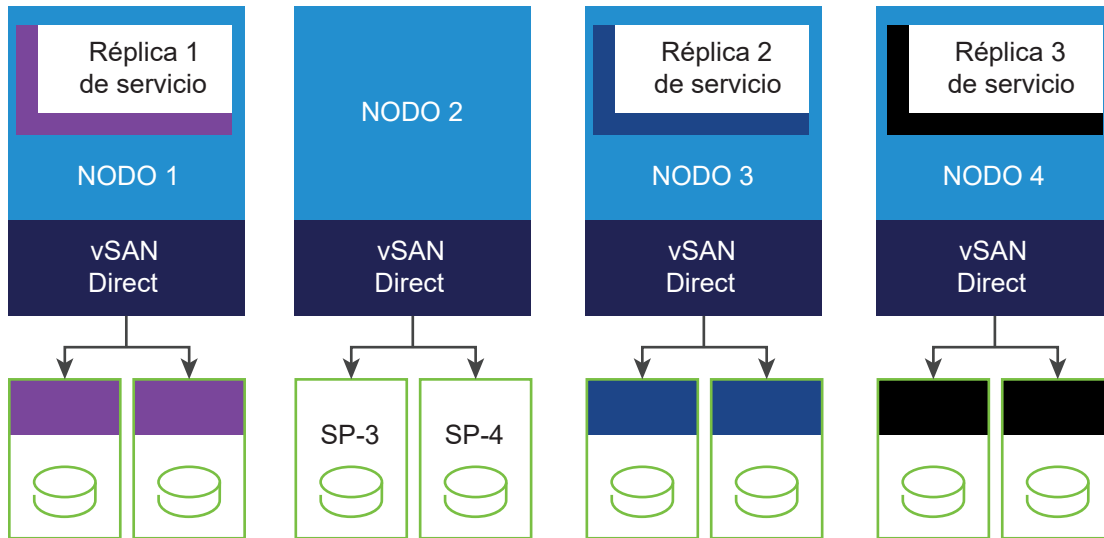 Réplica 1
de servicio
NODO 1
vSAN
Direct
NODO 2
vSAN
Direct
SP-3
SP-4
Réplica 2
de servicio
NODO 3
vSAN
Direct
Réplica 3
de servicio
NODO 4
vSAN
Direct